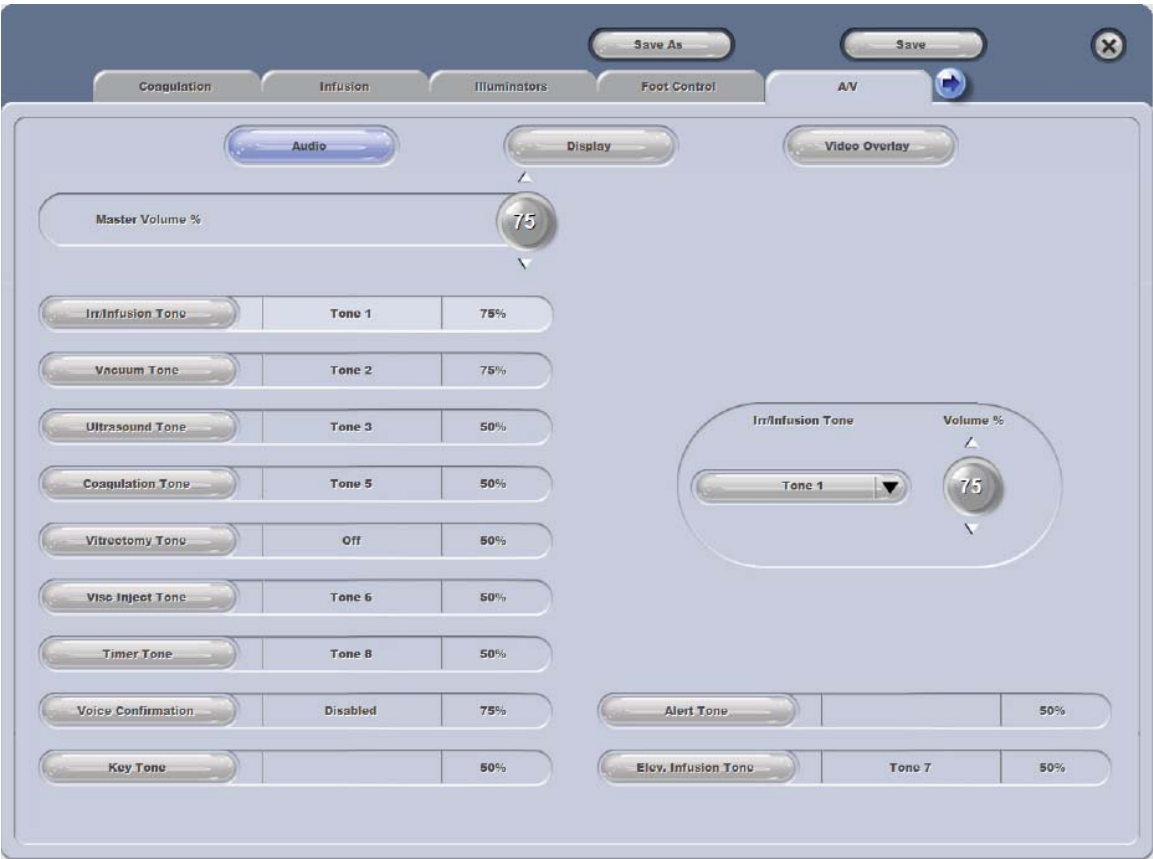 Save As Save
Coagulation Infusion Illuminators Foot Control A/V
Audio Display Video Overlay
Master Volume % 75
Irr/Infusion Tone Tone 1 75%
Vacuum Tone Tone 2 75%
Ultrasound Tone Tone 3 50%
Irr/Infusion Tone Volume %
Coagulation Tone Tone 5 50%
Tone 1 75
Vitrectomy Tone Off 50%
Visc Inject Tone Tone 6 50%
Timer Tone Tone 8 50%
Voice Confirmation Disabled 75%
Alert Tone 50%
Key Tone 50%
Elev. Infusion Tone Tone 7 50%